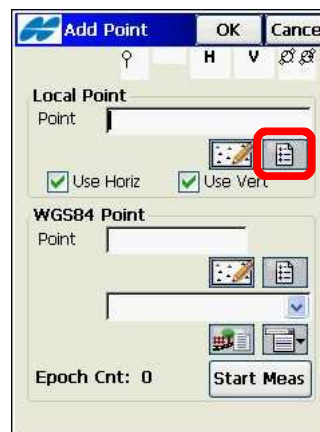 Add Point OK Cance
H V
Local Point
Point
Use Horiz Use Vert
WGS84 Point
Point
Epoch Cnt: 0 Start Meas